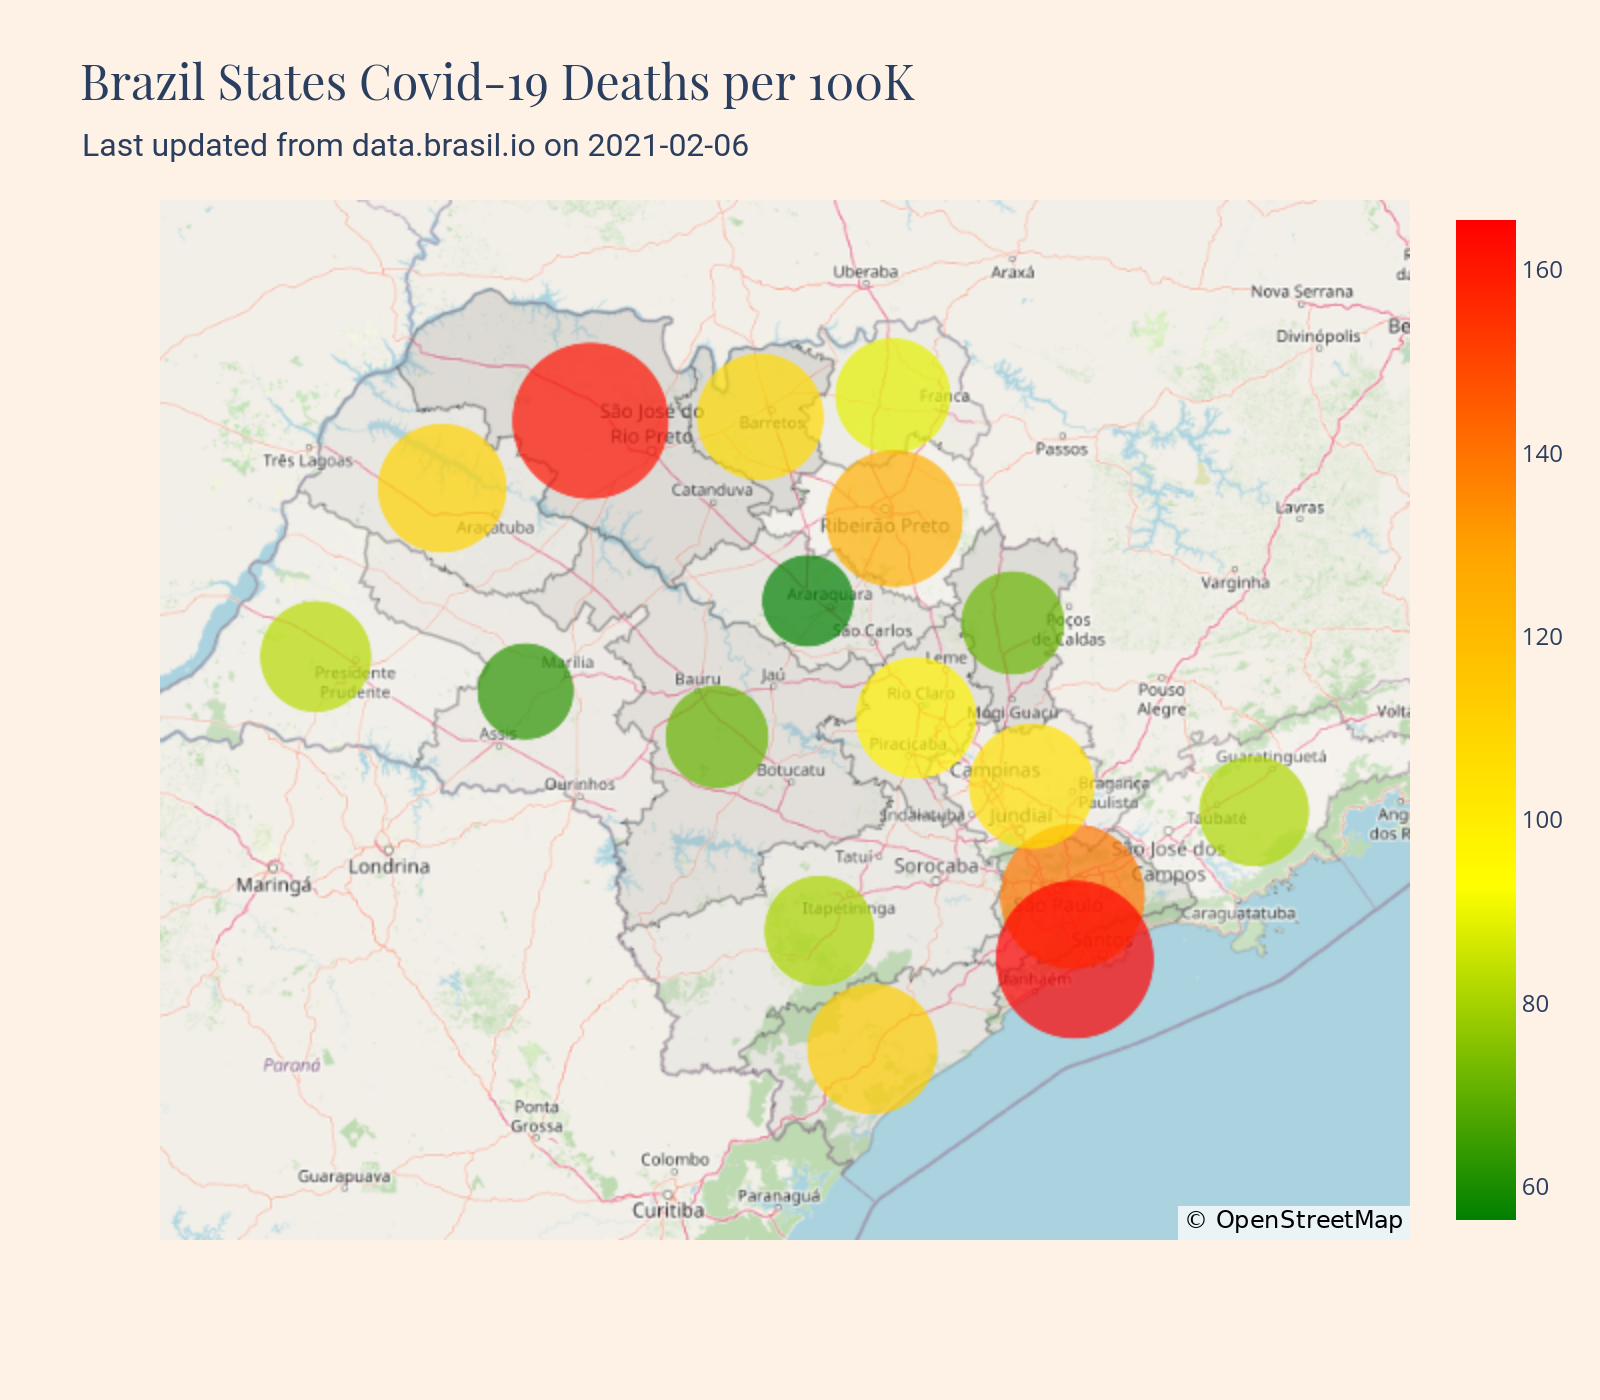 Brazil States Covid-19 Deaths per 100K
Last updated from data.brasil.io on 2021-02-06
Uberaba
Araxá
Nova Serrana
Divinópolis
160
São José do
Rio Preto
Barretos
Franca
Três Lagoas
Passos
140
Catanduva
Araçatuba
Ribeirão Preto
Lavras
Varginha
Araraquara
São Carlos
Poços
de Caldas
120
Presidente
Prudente
Marília
Bauru
Jaú
Leme
Rio Claro
Mogi Guaçu
Pouso
Alegre
Assis
Piracicaba
Campinas
Guaratinguetá
Ourinhos
Botucatu
Bragança
Paulista
Indaiatuba
Jundiaí
Taubaté
100
Londrina
Maringá
Tatuí
Sorocaba
São José dos
Campos
Itapetininga
São Paulo
Caraguatatuba
Santos
Itanhaém
80
Paraná
Ponta
Grossa
Guarapuava
Colombo
Curitiba
Paranaguá
60
© OpenStreetMap